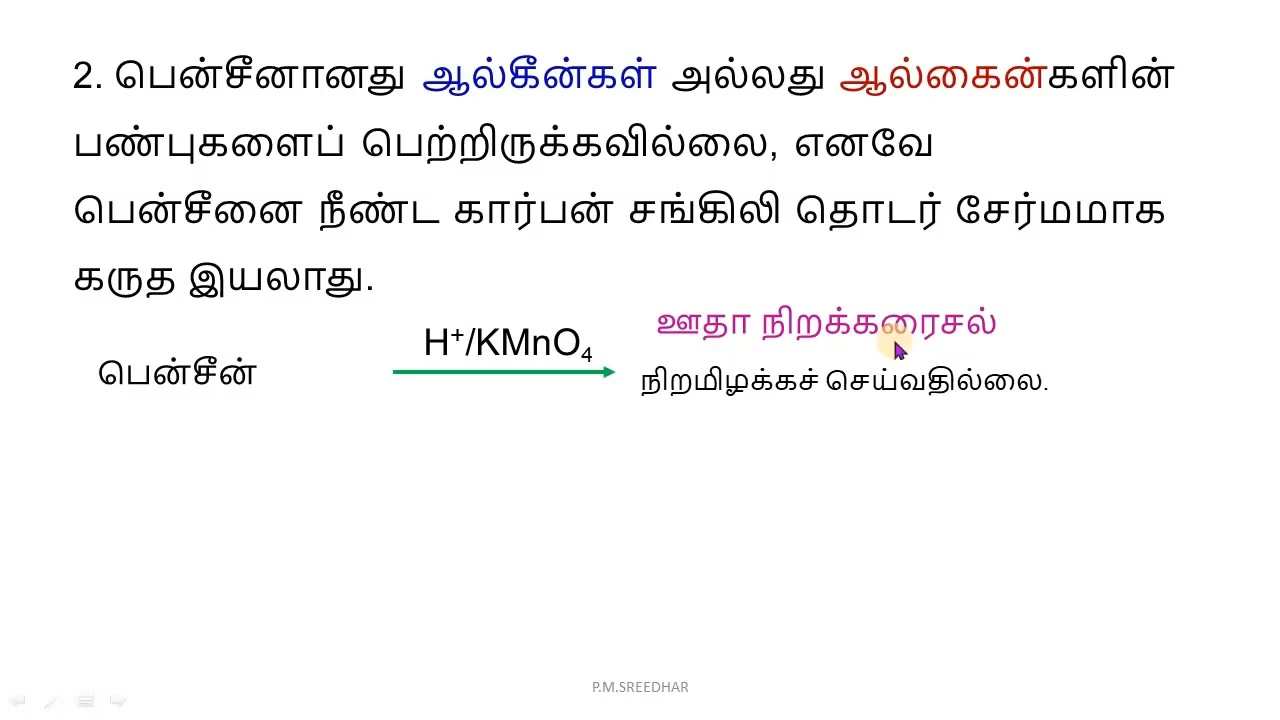 2. பென்சீனானது ஆல்கீன்கள் அல்லது ஆல்கைன்களின்
பண்புகளைப் பெற்றிருக்கவில்லை, எனவே
பென்சீனை நீண்ட கார்பன் சங்கிலி தொடர் சேர்மமாக
கருத இயலாது.
பென்சீன்
H⁺/KMnO₄
ஊதா நிறக்கரைசல்
நிறமிழக்கச் செய்வதில்லை.
P.M.SREEDHAR